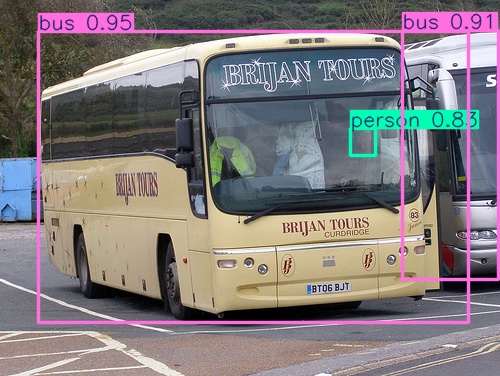 bus 0.95
bus 0.91
BRIJAN TOURS
person 0.83
BRIJAN TOURS
BRIJAN TOURS
CURDRIDGE
83
B
B
BT06 BJT
S